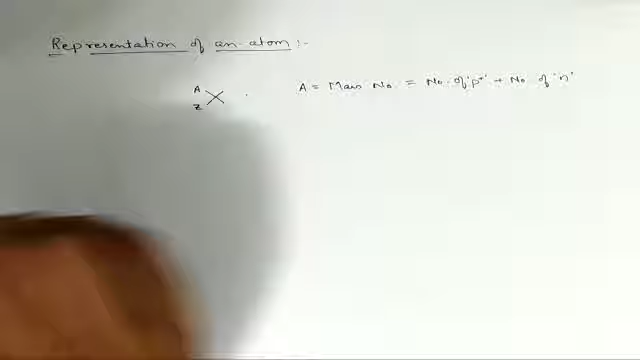 Representation of an atom :-
A
X
Z
A = Mass No. = No. of 'p+' + No of 'n'